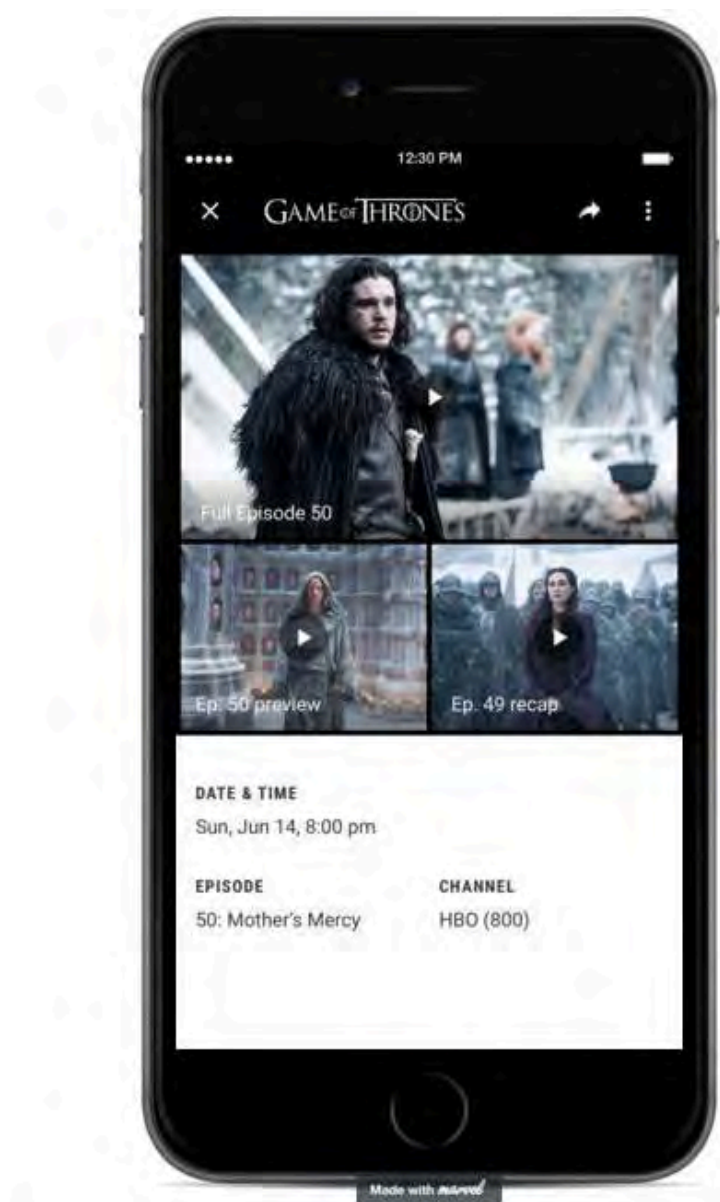 12:30 PM
GAME OF THRONES
Full Episode 50
Ep. 50 preview
Ep. 49 recap
DATE & TIME
Sun, Jun 14, 8:00 pm
EPISODE
CHANNEL
50: Mother's Mercy
HBO (800)
Made with marvel